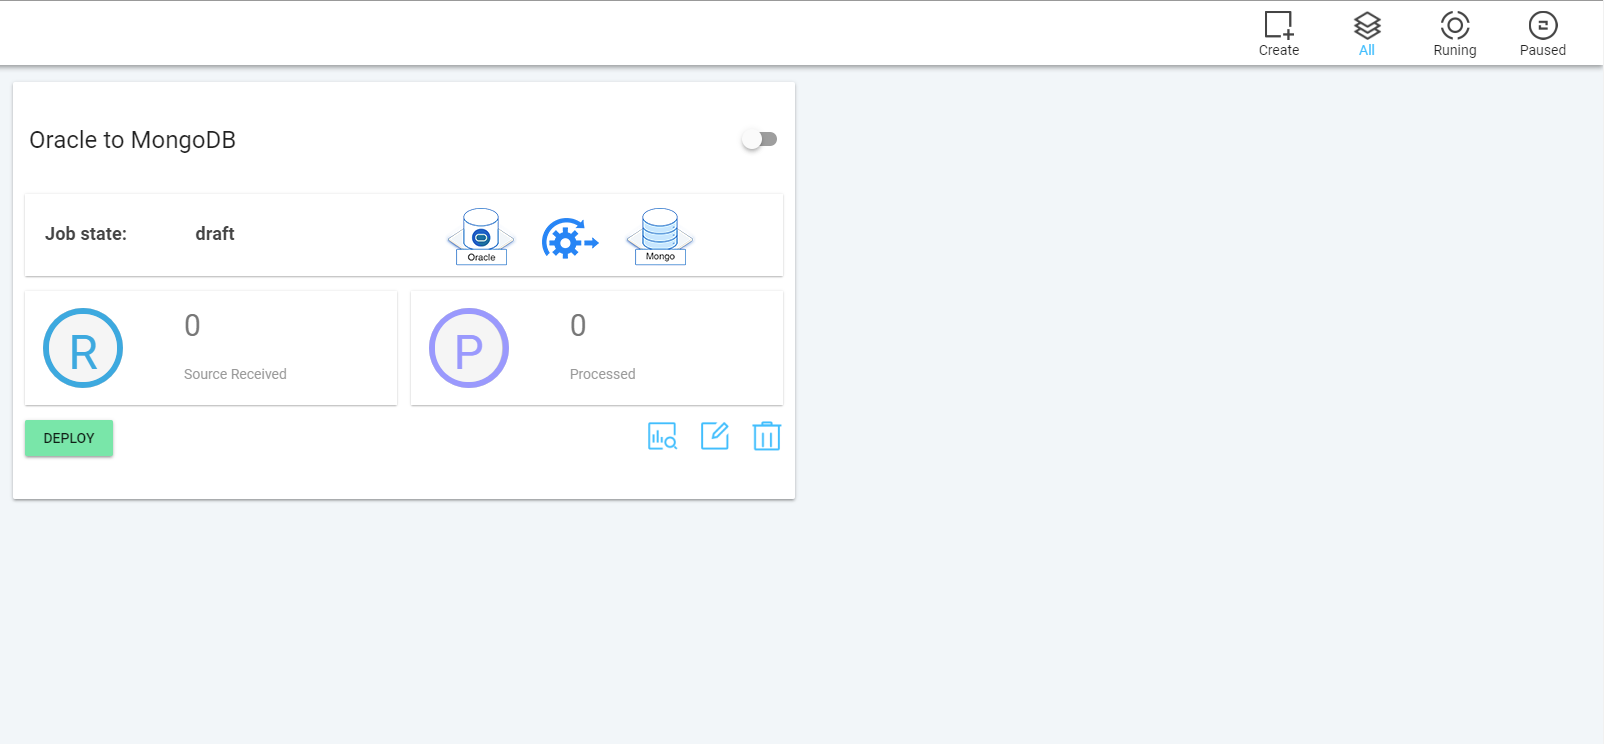 Create
All
Runing
Paused
Oracle to MongoDB
Job state: draft
Oracle
Mongo
R
0
Source Received
P
0
Processed
DEPLOY